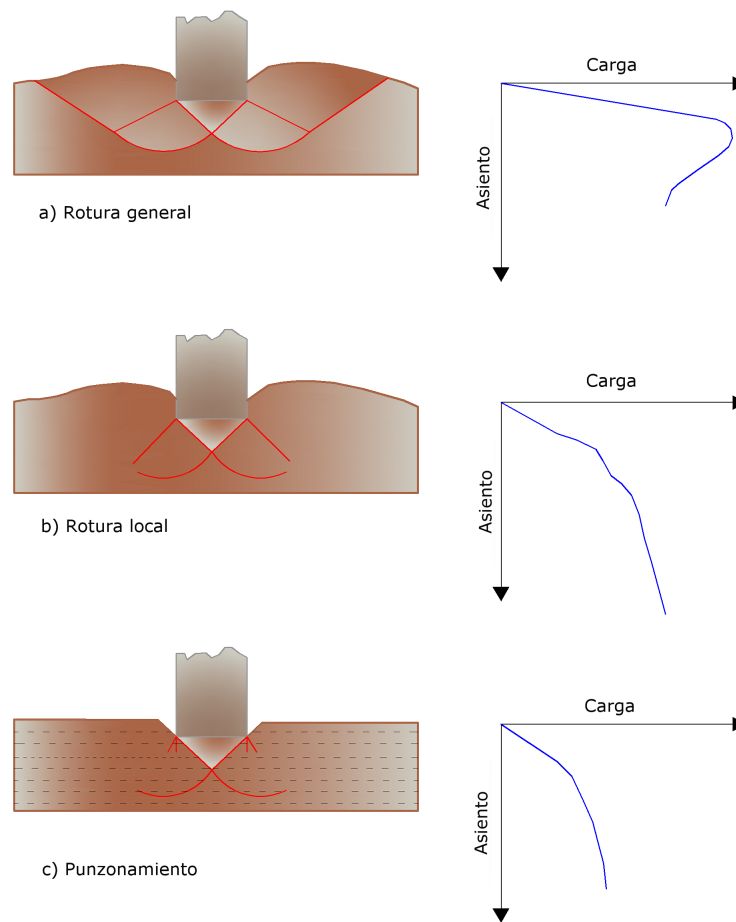 Carga
Asiento
a) Rotura general
Carga
Asiento
b) Rotura local
Carga
Asiento
c) Punzonamiento